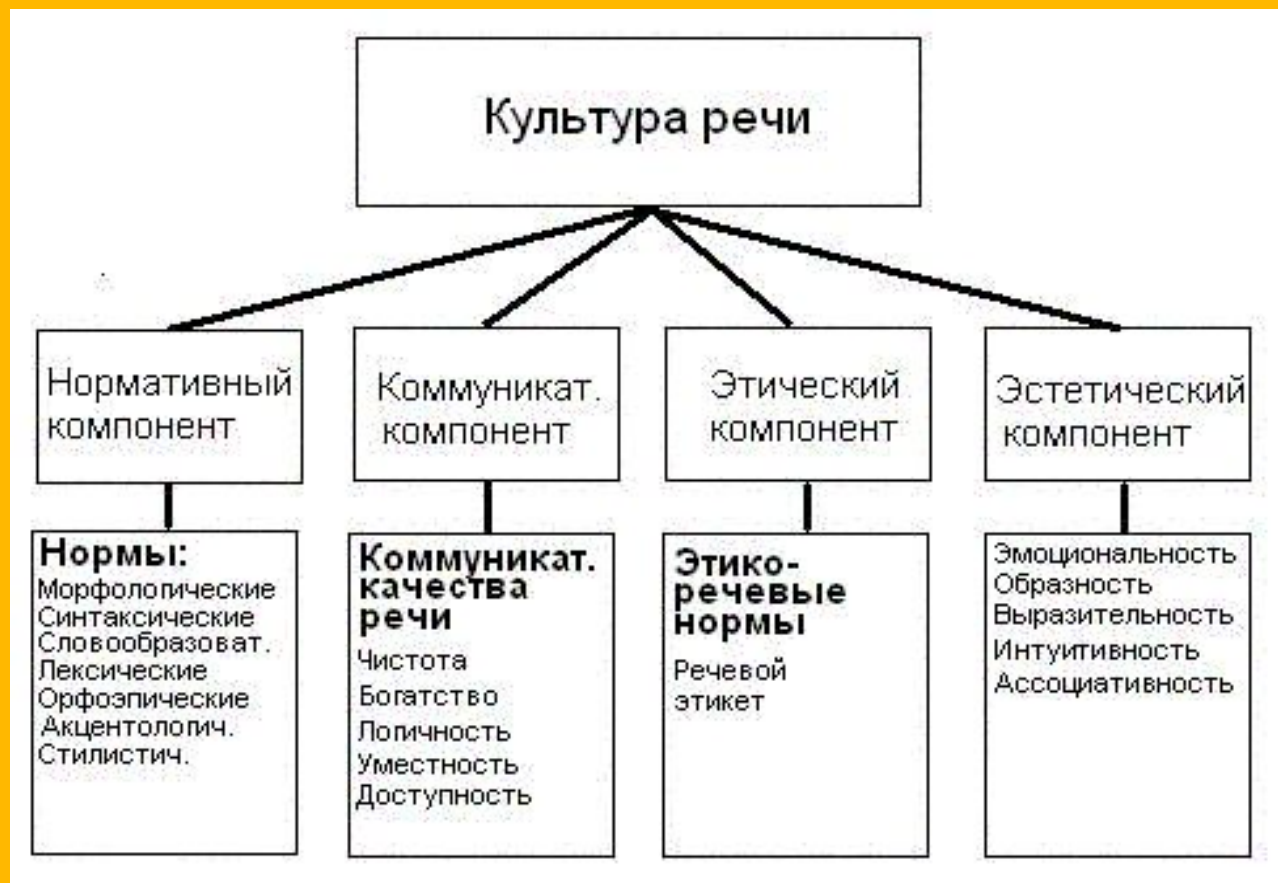 Культура речи
Нормативный
компонент
Коммуникат.
компонент
Этический
компонент
Эстетический
компонент
Нормы:
Морфологические
Синтаксические
Словообразоват.
Лексические
Орфоэпические
Акцентологич.
Стилистич.
Коммуникат.
качества
речи
Чистота
Богатство
Логичность
Уместность
Доступность
Этико-
речевые
нормы
Речевой
этикет
Эмоциональность
Образность
Выразительность
Интуитивность
Ассоциативность